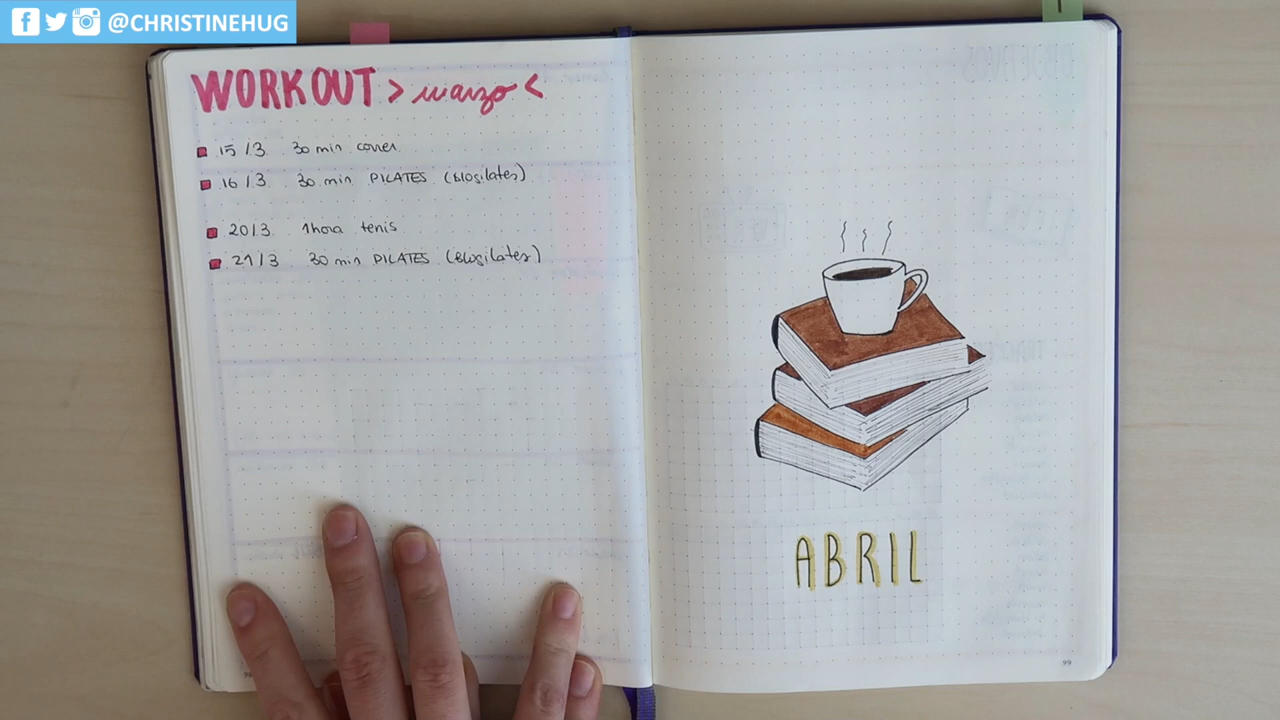 @CHRISTINEHUG
WORKOUT > marzo <
15/3 30 min correr
16/3 30 min PILATES (blogilates)
20/3 1hora tenis
21/3 30 min PILATES (blogilates)
ABRIL
99